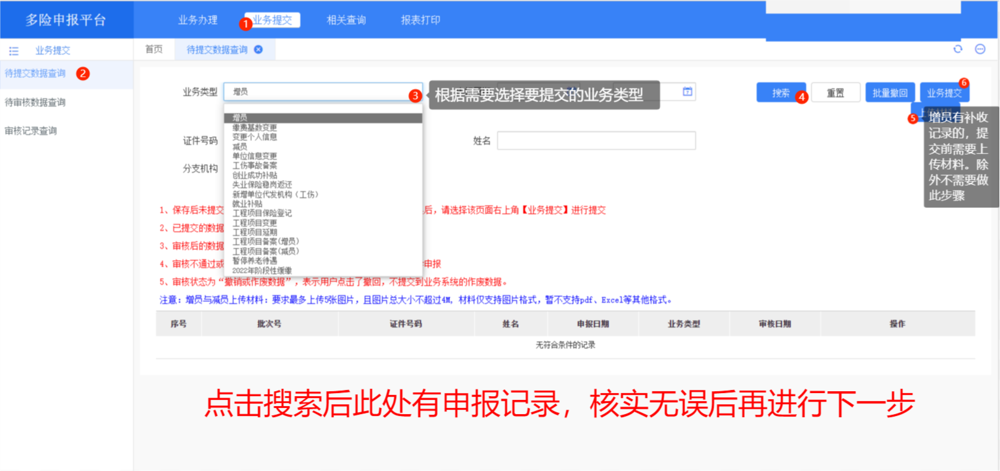 多险申报平台
业务办理
1 业务提交
相关查询
报表打印
业务提交
首页
待提交数据查询
待提交数据查询 2
待审核数据查询
审核记录查询
业务类型
增员
3 根据需要选择要提交的业务类型
搜索 4
重置
批量撤回
业务提交 6
5
增员有补收
记录的，提
交前需要上
传材料。除
外不需要做
此步骤
增员
缴费基数变更
变更个人信息
减员
单位信息变更
工伤事故备案
创业成功补贴
失业保险稳岗返还
新增单位代发机构（工伤）
就业补贴
工程项目保险登记
工程项目变更
工程项目延期
工程项目备案(增员)
工程项目备案(减员)
暂停养老待遇
2022年阶段性缓缴
证件号码
姓名
分支机构
1、保存后未提交 后，请选择该页面右上角【业务提交】进行提交
2、已提交的数据
3、审核后的数据
4、审核不通过或 申报
5、审核状态为“撤销或作废数据”，表示用户点击了撤回，不提交到业务系统的作废数据。
注意：增员与减员上传材料：要求最多上传5张图片，且图片总大小不超过4M，材料仅支持图片格式，暂不支持pdf、Excel等其他格式。
序号 批次号 证件号码 姓名 申报日期 业务类型 审核日期 操作
无符合条件的记录
点击搜索后此处有申报记录，核实无误后再进行下一步